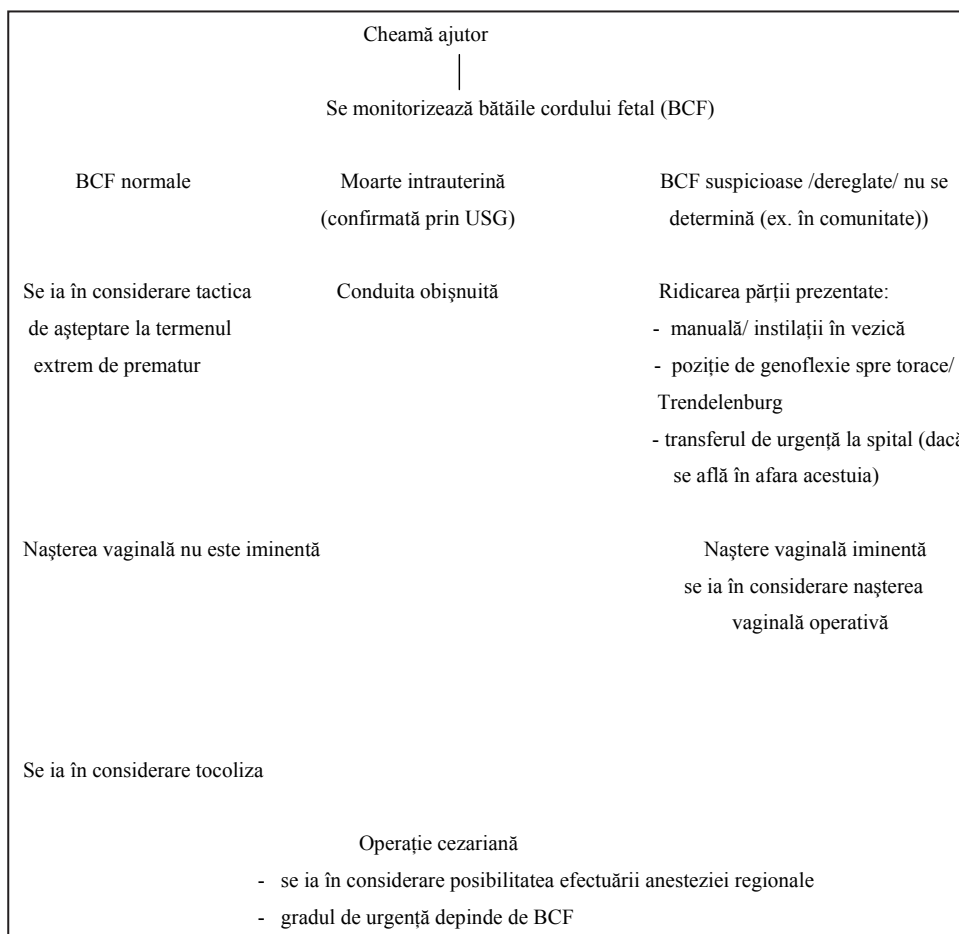 Cheamă ajutor
Se monitorizează bătăile cordului fetal (BCF)
BCF normale
Moarte intrauterină
(confirmată prin USG)
BCF suspicioase /dereglate/ nu se
determină (ex. în comunitate))
Se ia în considerare tactica
de așteptare la termenul
extrem de prematur
Conduita obișnuită
Ridicarea părții prezentate:
- manuală/ instilații în vezică
- poziție de genoflexie spre torace/
Trendelenburg
- transferul de urgență la spital (dacă
se află în afara acestuia)
Nașterea vaginală nu este iminentă
Naștere vaginală iminentă
se ia în considerare nașterea
vaginală operativă
Se ia în considerare tocoliza
Operație cezariană
- se ia în considerare posibilitatea efectuării anesteziei regionale
- gradul de urgență depinde de BCF